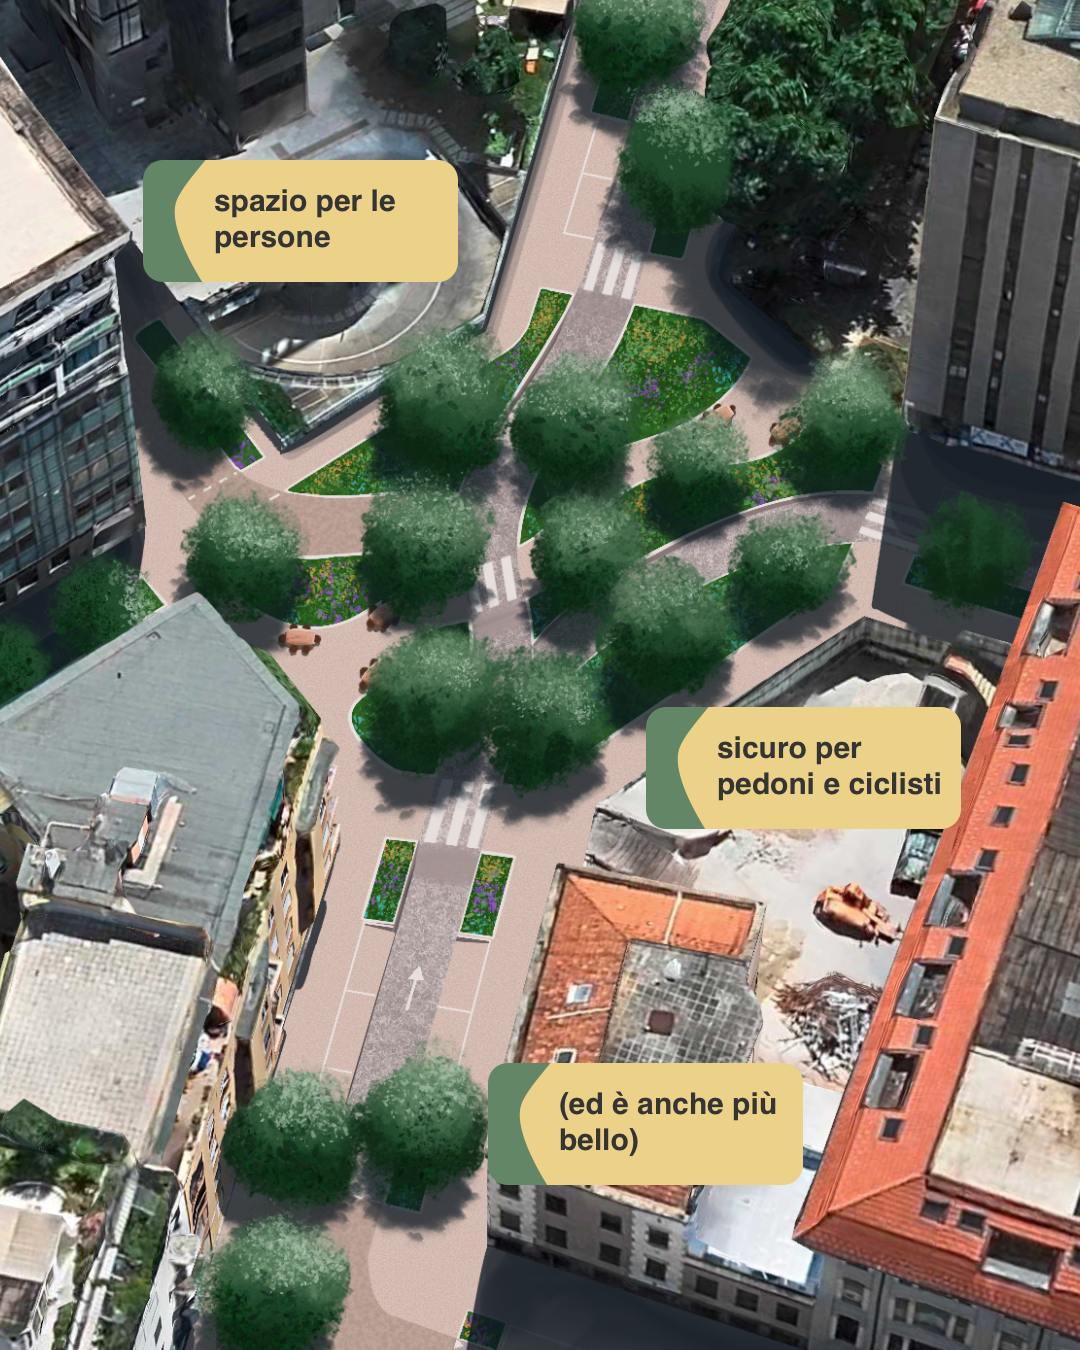 spazio per le
persone
sicuro per
pedoni e ciclisti
(ed è anche più
bello)